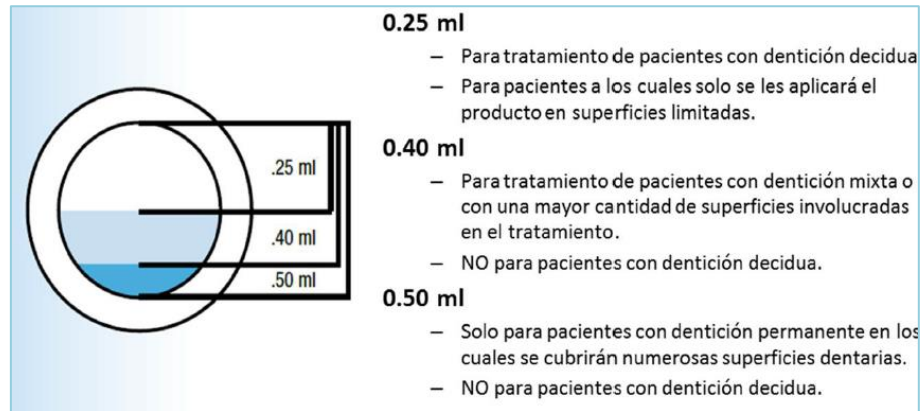 .25 ml
.40 ml
.50 ml
0.25 ml
– Para tratamiento de pacientes con dentición decidua
– Para pacientes a los cuales solo se les aplicará el
producto en superficies limitadas.
0.40 ml
– Para tratamiento de pacientes con dentición mixta o
con una mayor cantidad de superficies involucradas
en el tratamiento.
– NO para pacientes con dentición decidua.
0.50 ml
– Solo para pacientes con dentición permanente en los
cuales se cubrirán numerosas superficies dentarias.
– NO para pacientes con dentición decidua.